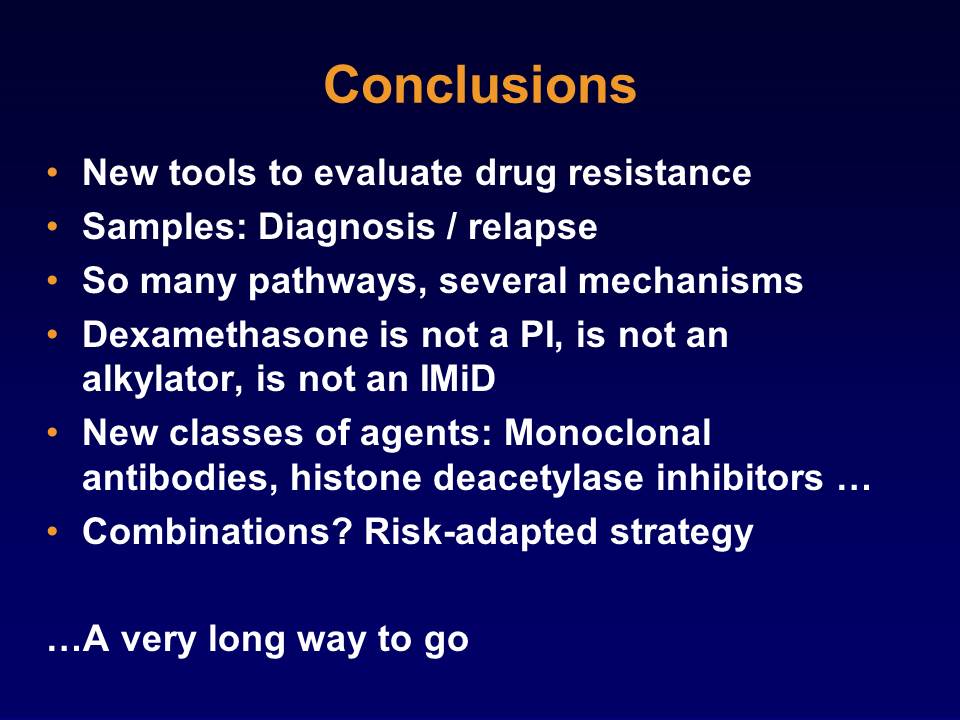 Conclusions
• New tools to evaluate drug resistance
• Samples: Diagnosis / relapse
• So many pathways, several mechanisms
• Dexamethasone is not a PI, is not an
alkylator, is not an IMiD
• New classes of agents: Monoclonal
antibodies, histone deacetylase inhibitors …
• Combinations? Risk-adapted strategy
…A very long way to go